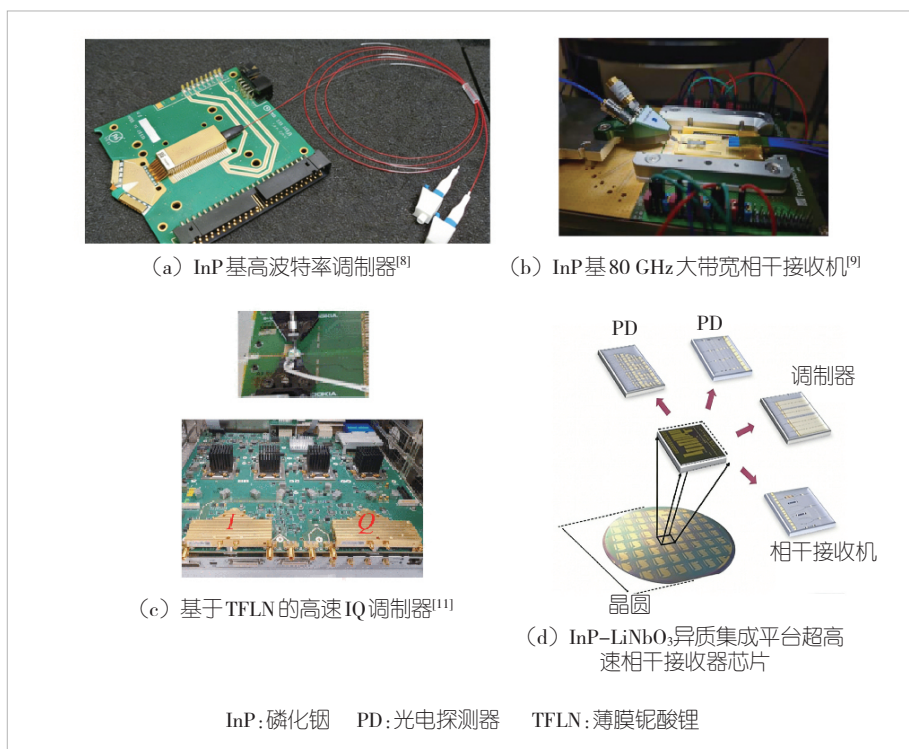 (a) InP基高波特率调制器[8]
(b) InP基80 GHz大带宽相干接收机[9]
I
Q
(c) 基于TFLN的高速IQ调制器[11]
PD
PD
调制器
相干接收机
晶圆
(d) InP-LiNbO₃异质集成平台超高
速相干接收器芯片
InP:磷化铟 PD:光电探测器 TFLN:薄膜铌酸锂